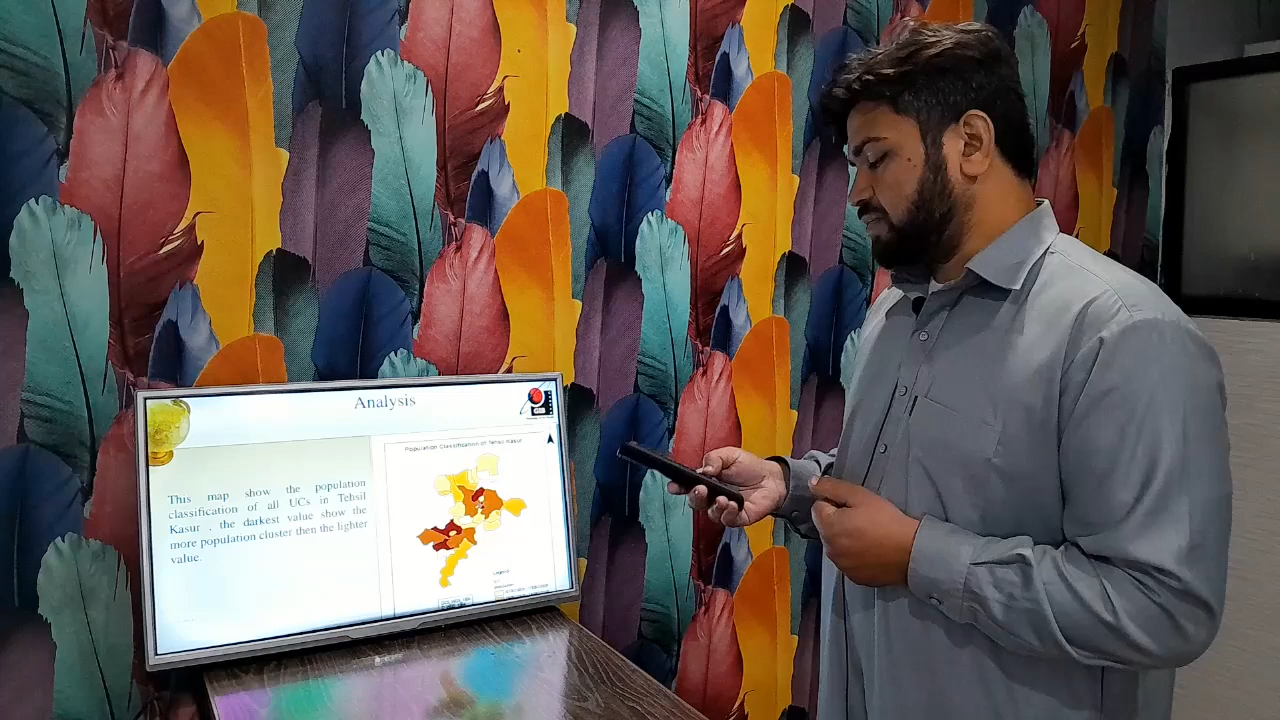 Analysis
This map show the population
classification of all UCs in Tehsil
Kasur , the darkest value show the
more population cluster then the lighter
value.
Population Classification of Tehsil Kasur
Legend